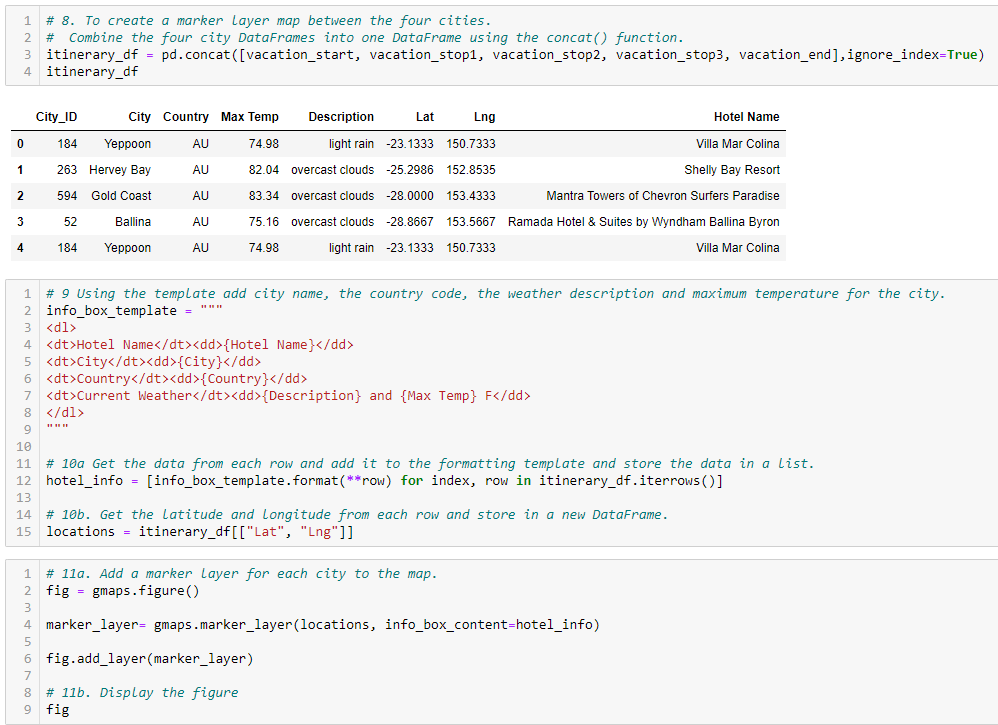 1 # 8. To create a marker layer map between the four cities.
2 #  Combine the four city DataFrames into one DataFrame using the concat() function.
3 itinerary_df = pd.concat([vacation_start, vacation_stop1, vacation_stop2, vacation_stop3, vacation_end],ignore_index=True)
4 itinerary_df
City_ID City Country Max Temp Description Lat Lng Hotel Name
0 184 Yeppoon AU 74.98 light rain -23.1333 150.7333 Villa Mar Colina
1 263 Hervey Bay AU 82.04 overcast clouds -25.2986 152.8535 Shelly Bay Resort
2 594 Gold Coast AU 83.34 overcast clouds -28.0000 153.4333 Mantra Towers of Chevron Surfers Paradise
3 52 Ballina AU 75.16 overcast clouds -28.8667 153.5667 Ramada Hotel & Suites by Wyndham Ballina Byron
4 184 Yeppoon AU 74.98 light rain -23.1333 150.7333 Villa Mar Colina
1 # 9 Using the template add city name, the country code, the weather description and maximum temperature for the city.
2 info_box_template = """
3 <dl>
4 <dt>Hotel Name</dt><dd>{Hotel Name}</dd>
5 <dt>City</dt><dd>{City}</dd>
6 <dt>Country</dt><dd>{Country}</dd>
7 <dt>Current Weather</dt><dd>{Description} and {Max Temp} F</dd>
8 </dl>
9 """
10
11 # 10a Get the data from each row and add it to the formatting template and store the data in a list.
12 hotel_info = [info_box_template.format(**row) for index, row in itinerary_df.iterrows()]
13
14 # 10b. Get the latitude and longitude from each row and store in a new DataFrame.
15 locations = itinerary_df[["Lat", "Lng"]]
1 # 11a. Add a marker layer for each city to the map.
2 fig = gmaps.figure()
3
4 marker_layer= gmaps.marker_layer(locations, info_box_content=hotel_info)
5
6 fig.add_layer(marker_layer)
7
8 # 11b. Display the figure
9 fig